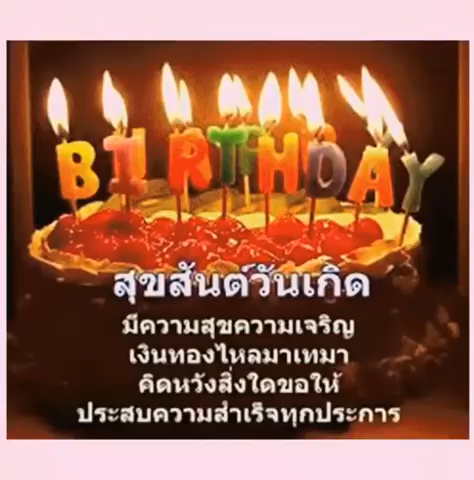 BIRTHDAY
สุขสันต์วันเกิด
มีความสุขความเจริญ
เงินทองไหลมาเทมา
คิดหวังสิ่งใดขอให้
ประสบความสำเร็จทุกประการ